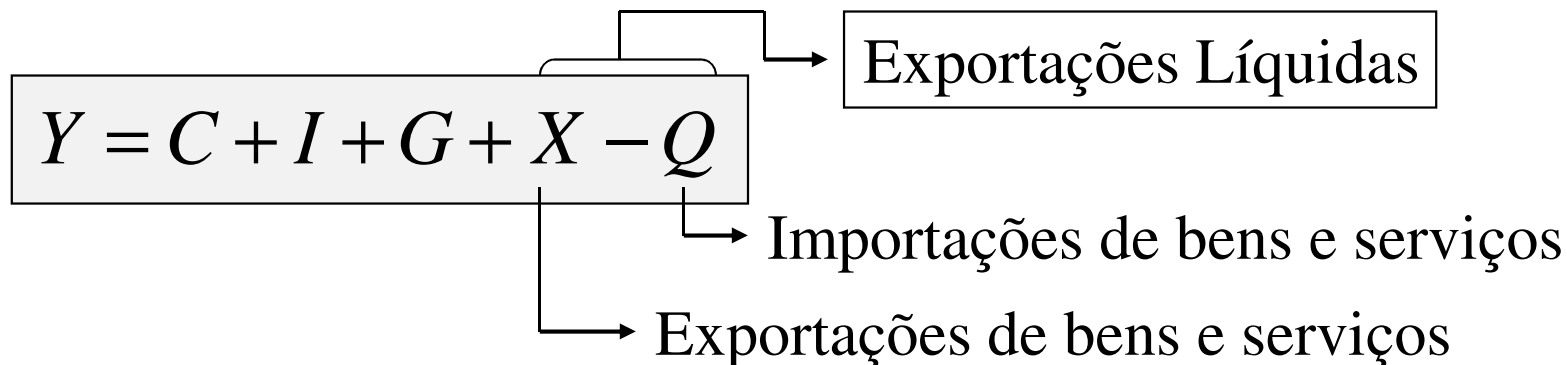 Exportações Líquidas
Y = C + I + G + X − Q
Importações de bens e serviços
Exportações de bens e serviços